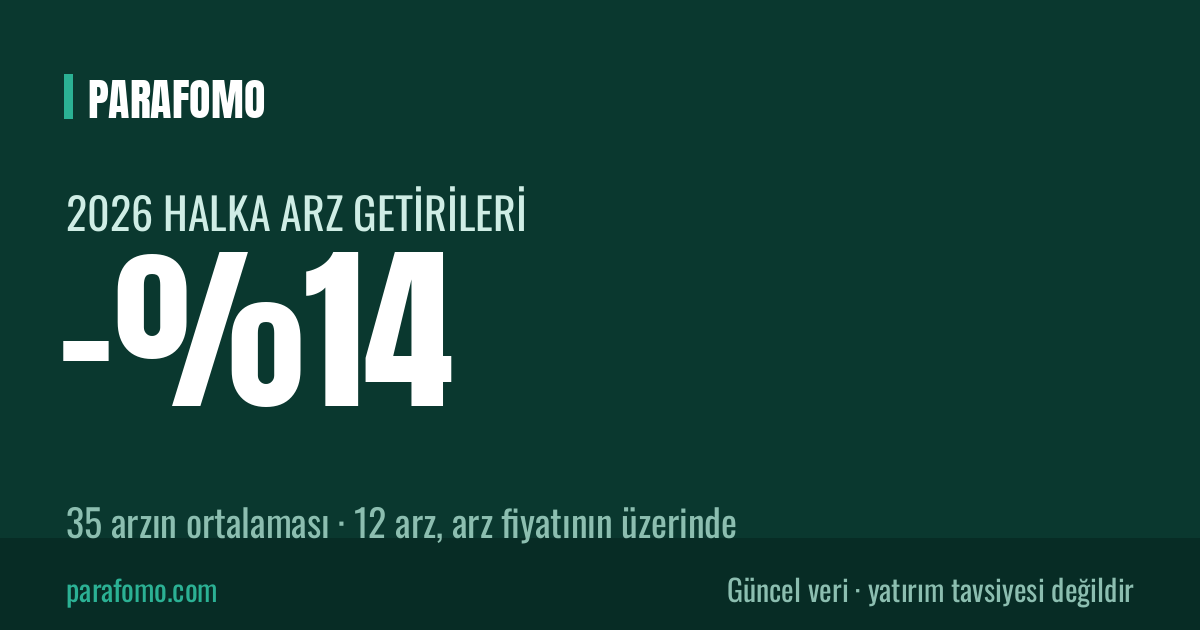 PARAFOMO
2026 HALKA ARZ GETİRİLERİ
-%14
35 arzın ortalaması · 12 arz, arz fiyatının üzerinde
parafomo.com
Güncel veri · yatırım tavsiyesi değildir